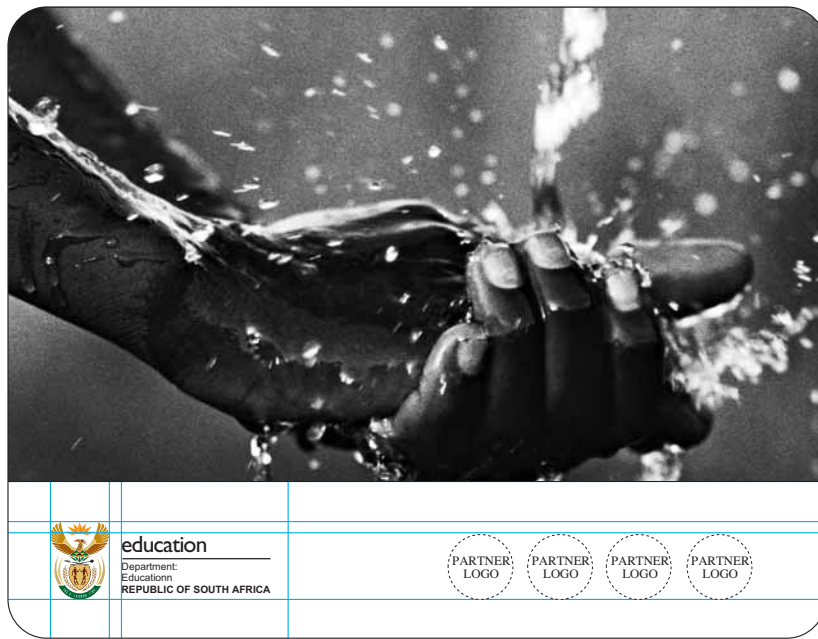 education
Department:
Educationn
REPUBLIC OF SOUTH AFRICA
PARTNER
LOGO
PARTNER
LOGO
PARTNER
LOGO
PARTNER
LOGO